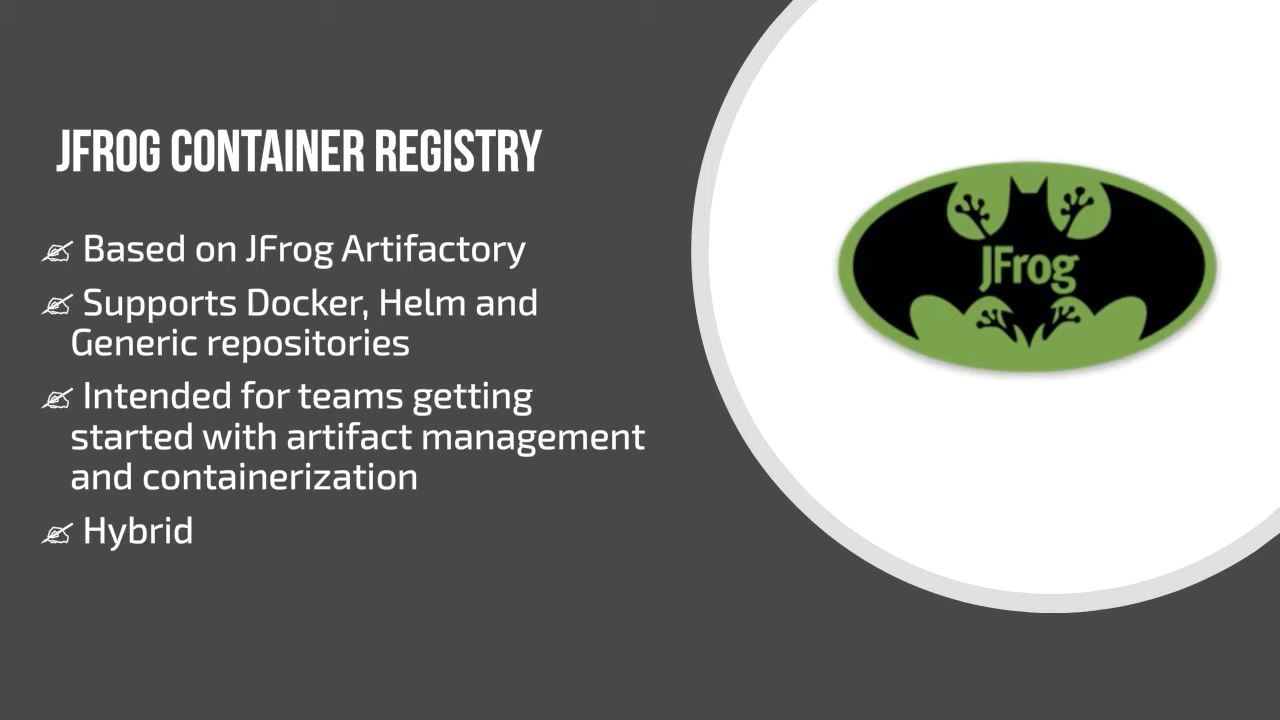 JFROG CONTAINER REGISTRY
Based on JFrog Artifactory
Supports Docker, Helm and
Generic repositories
Intended for teams getting
started with artifact management
and containerization
Hybrid
JFrog